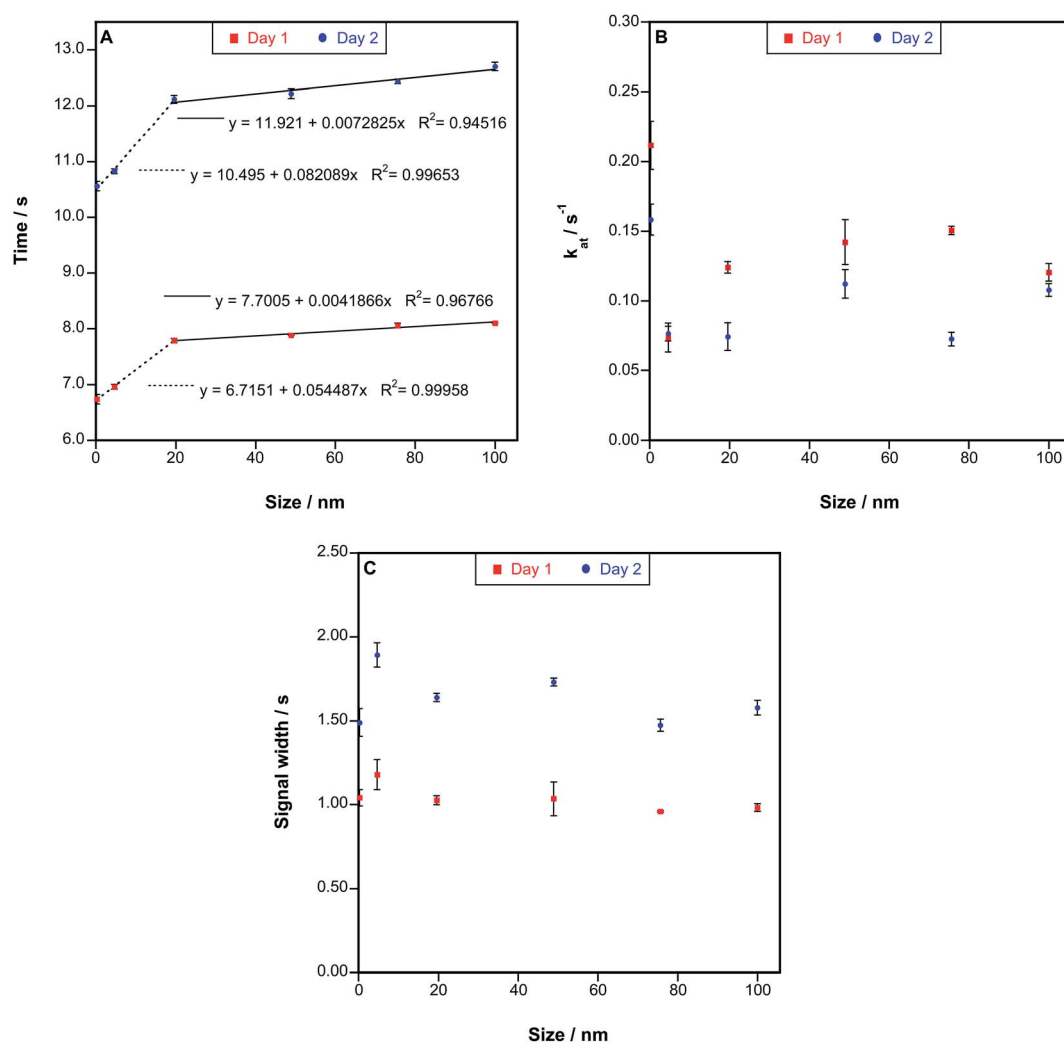 A
Day 1 Day 2
13.0
12.0
11.0
10.0
9.0
8.0
7.0
6.0
y = 11.921 + 0.0072825x R²= 0.94516
y = 10.495 + 0.082089x R²= 0.99653
y = 7.7005 + 0.0041866x R²= 0.96766
y = 6.7151 + 0.054487x R²= 0.99958
0 20 40 60 80 100
Time / s
Size / nm
B
Day 1 Day 2
0.30
0.25
0.20
0.15
0.10
0.05
0.00
0 20 40 60 80 100
k_at / s⁻¹
Size / nm
C
Day 1 Day 2
2.50
2.00
1.50
1.00
0.50
0.00
0 20 40 60 80 100
Signal width / s
Size / nm